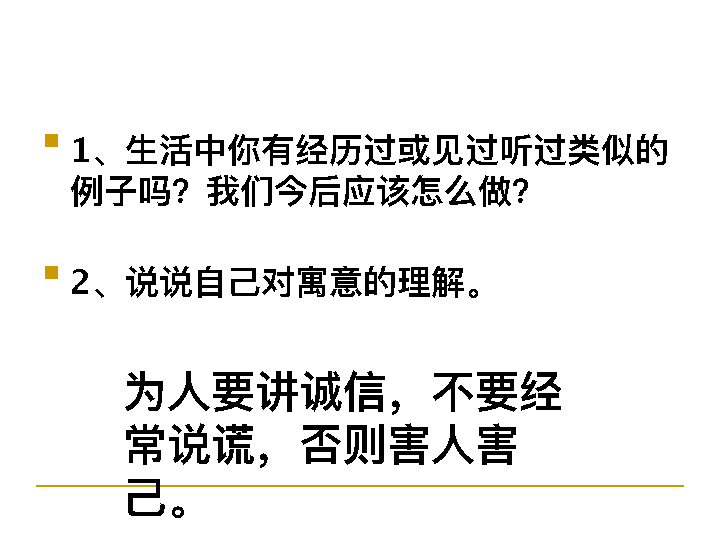 1、生活中你有经历过或见过听过类似的
例子吗？我们今后应该怎么做？
2、说说自己对寓意的理解。
为人要讲诚信，不要经
常说谎，否则害人害
己。